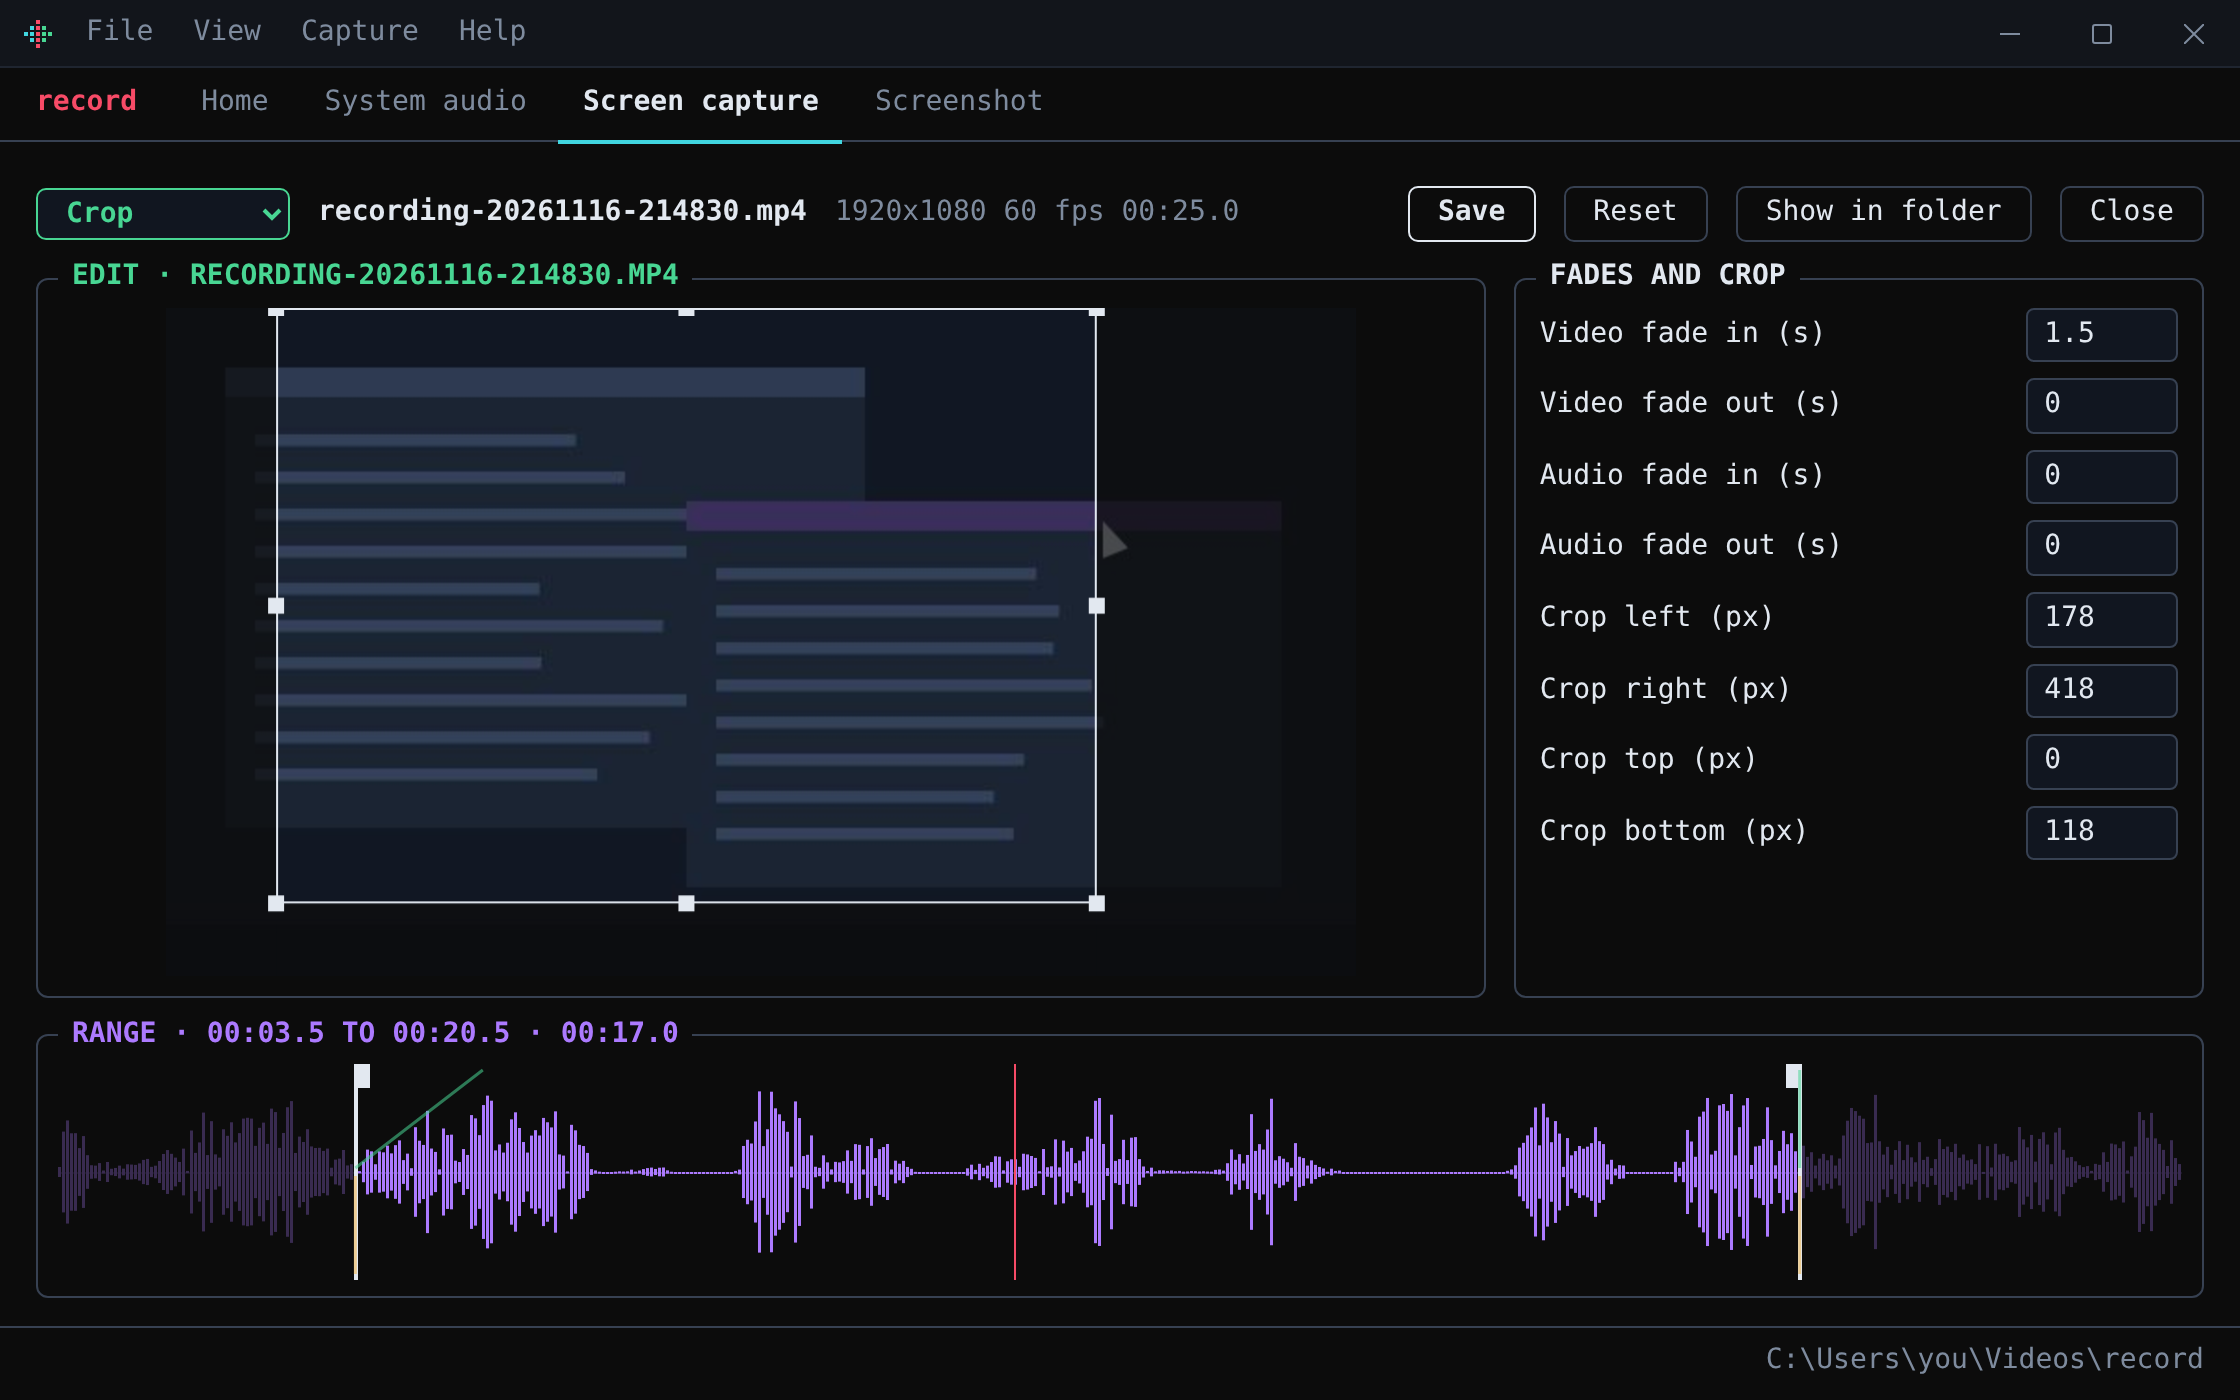 File View Capture Help
record Home System audio Screen capture Screenshot
Crop recording-20261116-214830.mp4 1920x1080 60 fps 00:25.0 Save Reset Show in folder Close
EDIT · RECORDING-20261116-214830.MP4
FADES AND CROP
Video fade in (s) 1.5
Video fade out (s) 0
Audio fade in (s) 0
Audio fade out (s) 0
Crop left (px) 178
Crop right (px) 418
Crop top (px) 0
Crop bottom (px) 118
RANGE · 00:03.5 TO 00:20.5 · 00:17.0
C:\Users\you\Videos\record